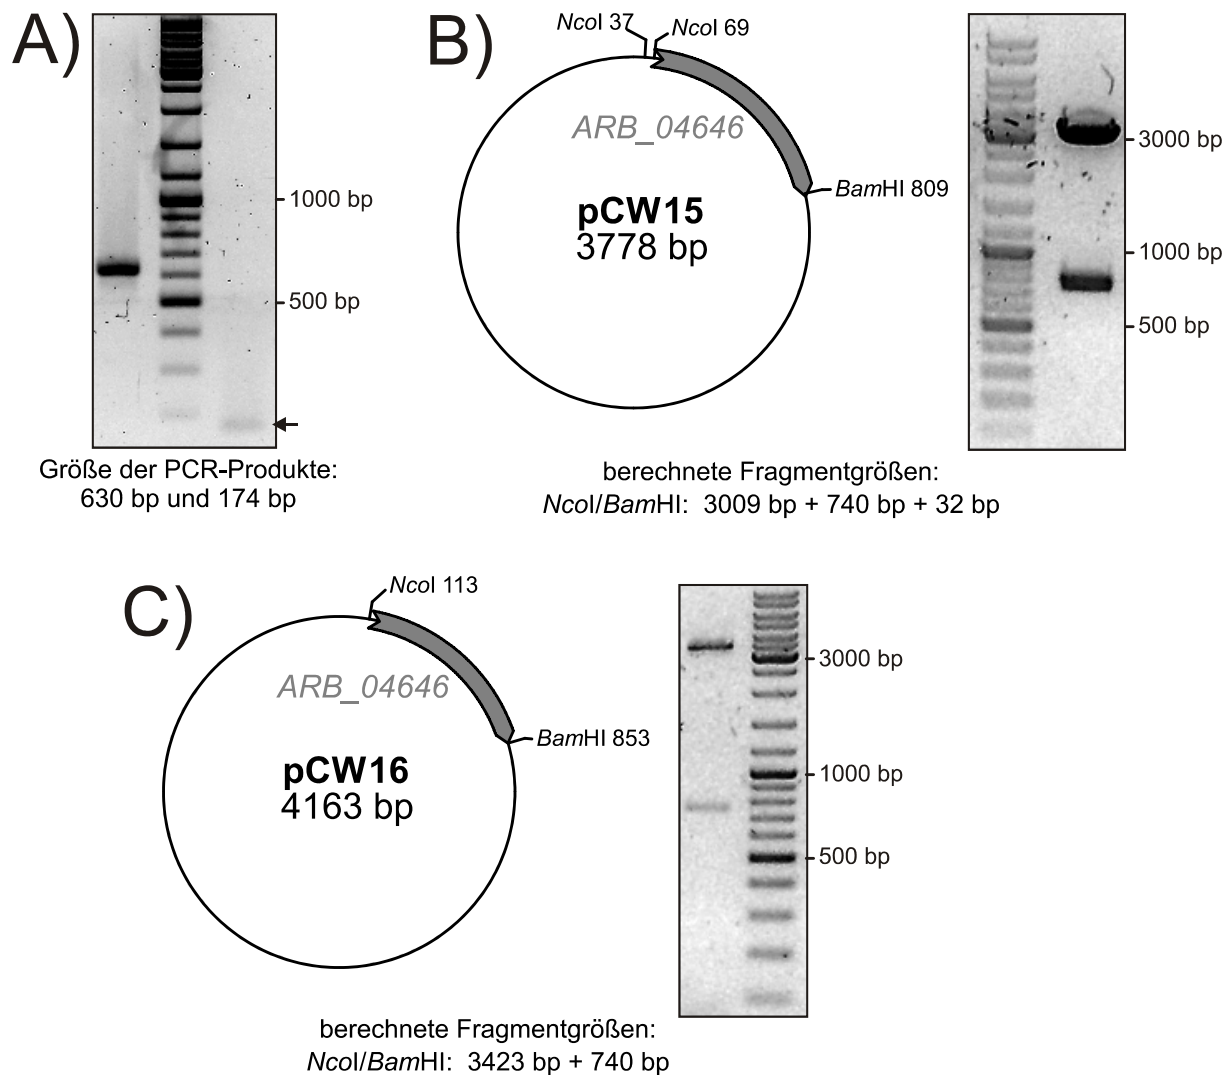 A)
1000 bp
500 bp
Größe der PCR-Produkte:
630 bp und 174 bp
B)
NcoI 37
NcoI 69
ARB_04646
BamHI 809
pCW15
3778 bp
3000 bp
1000 bp
500 bp
berechnete Fragmentgrößen:
NcoI/BamHI: 3009 bp + 740 bp + 32 bp
C)
NcoI 113
ARB_04646
BamHI 853
pCW16
4163 bp
3000 bp
1000 bp
500 bp
berechnete Fragmentgrößen:
NcoI/BamHI: 3423 bp + 740 bp